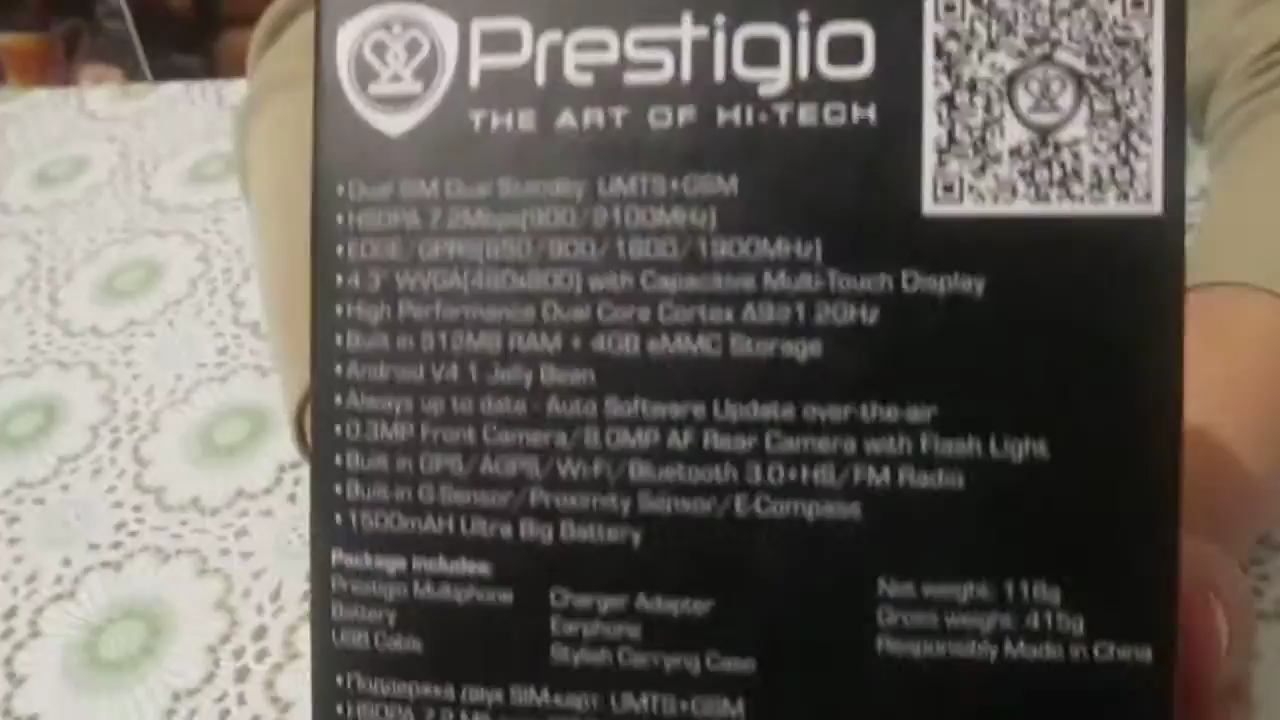 Prestigio
THE ART OF HI-TECH
• Dual SIM Dual Standby: UMTS+GSM
• HSDPA 7.2Mbps(900/2100MHz)
• EDGE/GPRS(850/900/1800/1900MHz)
• 4.3" WVGA(480x800) with Capacitive Multi-Touch Display
• High Performance Dual Core Cortex A9@1.2GHz
• Built in 512MB RAM + 4GB eMMC Storage
• Android V4.1 Jelly Bean
• Always up to date - Auto Software Update over-the-air
• 0.3MP Front Camera/8.0MP AF Rear Camera with Flash Light
• Built in GPS/AGPS/Wi-Fi/Bluetooth 3.0+HS/FM Radio
• Built-in G-Sensor/Proximity Sensor/E-Compass
• 1500mAH Ultra Big Battery
Package includes:
Prestigio Multiphone
Battery
USB Cable
Charger Adapter
Earphone
Stylish Carrying Case
Net weight: 118g
Gross weight: 415g
Responsibly Made in China
• Поддержка двух SIM-карт: UMTS+GSM
• HSDPA 7.2